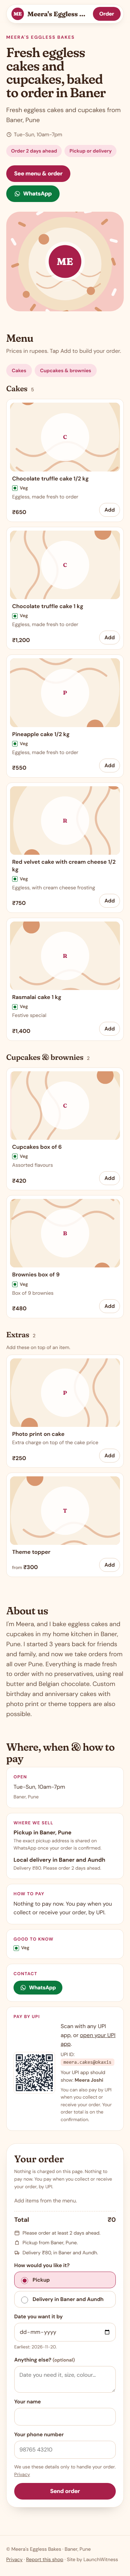 ME Meera's Eggless ... Order
MEERA'S EGGLESS BAKES
Fresh eggless
cakes and
cupcakes, baked
to order in Baner
Fresh eggless cakes and cupcakes from
Baner, Pune
Tue-Sun, 10am-7pm
Order 2 days ahead Pickup or delivery
See menu & order
WhatsApp
ME
Menu
Prices in rupees. Tap Add to build your order.
Cakes Cupcakes & brownies
Cakes 5
C
Chocolate truffle cake 1/2 kg
Veg
Eggless, made fresh to order
₹650 Add
C
Chocolate truffle cake 1 kg
Veg
Eggless, made fresh to order
₹1,200 Add
P
Pineapple cake 1/2 kg
Veg
Eggless, made fresh to order
₹550 Add
R
Red velvet cake with cream cheese 1/2
kg
Veg
Eggless, with cream cheese frosting
₹750 Add
R
Rasmalai cake 1 kg
Veg
Festive special
₹1,400 Add
Cupcakes & brownies 2
C
Cupcakes box of 6
Veg
Assorted flavours
₹420 Add
B
Brownies box of 9
Veg
Box of 9 brownies
₹480 Add
Extras 2
Add these on top of an item.
P
Photo print on cake
Extra charge on top of the cake price
₹250 Add
T
Theme topper
from ₹300 Add
About us
I'm Meera, and I bake eggless cakes and
cupcakes in my home kitchen in Baner,
Pune. I started 3 years back for friends
and family, and now we take orders from
all over Pune. Everything is made fresh
to order with no preservatives, using real
butter and Belgian chocolate. Custom
birthday and anniversary cakes with
photo print or theme toppers are also
possible.
Where, when & how to
pay
OPEN
Tue-Sun, 10am-7pm
Baner, Pune
WHERE WE SELL
Pickup in Baner, Pune
The exact pickup address is shared on
WhatsApp once your order is confirmed.
Local delivery in Baner and Aundh
Delivery ₹60. Please order 2 days ahead.
HOW TO PAY
Nothing to pay now. You pay when you
collect or receive your order, by UPI.
GOOD TO KNOW
Veg
CONTACT
WhatsApp
PAY BY UPI
Scan with any UPI
app, or open your UPI
app.
UPI ID:
meera.cakes@okaxis
Your UPI app should
show: Meera Joshi
You can also pay by UPI
when you collect or
receive your order. Your
order total is on the
confirmation.
Your order
Nothing is charged on this page. Nothing to
pay now. You pay when you collect or receive
your order, by UPI.
Add items from the menu.
Total ₹0
Please order at least 2 days ahead.
Pickup from Baner, Pune.
Delivery ₹60, in Baner and Aundh.
How would you like it?
Pickup
Delivery in Baner and Aundh
Date you want it by
dd-mm-yyyy
Earliest: 2026-11-20.
Anything else? (optional)
Date you need it, size, colour...
Your name
Your phone number
98765 43210
We use these details only to handle your order.
Privacy.
Send order
© Meera's Eggless Bakes · Baner, Pune
Privacy · Report this shop · Site by LaunchWitness